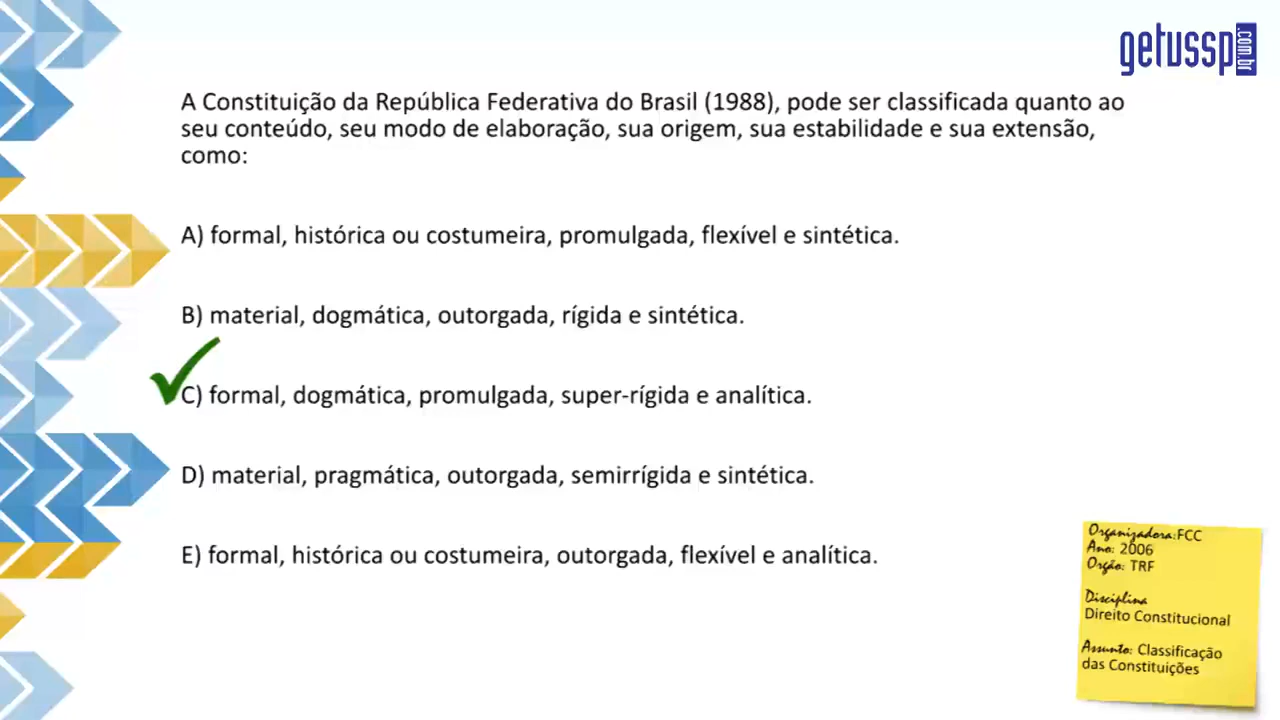 getussp.com.br
A Constituição da República Federativa do Brasil (1988), pode ser classificada quanto ao
seu conteúdo, seu modo de elaboração, sua origem, sua estabilidade e sua extensão,
como:
A) formal, histórica ou costumeira, promulgada, flexível e sintética.
B) material, dogmática, outorgada, rígida e sintética.
C) formal, dogmática, promulgada, super-rígida e analítica.
D) material, pragmática, outorgada, semirrígida e sintética.
E) formal, histórica ou costumeira, outorgada, flexível e analítica.
Organizadora:FCC
Ano: 2006
Orgão: TRF
Disciplina
Direito Constitucional
Assunto: Classificação
das Constituições